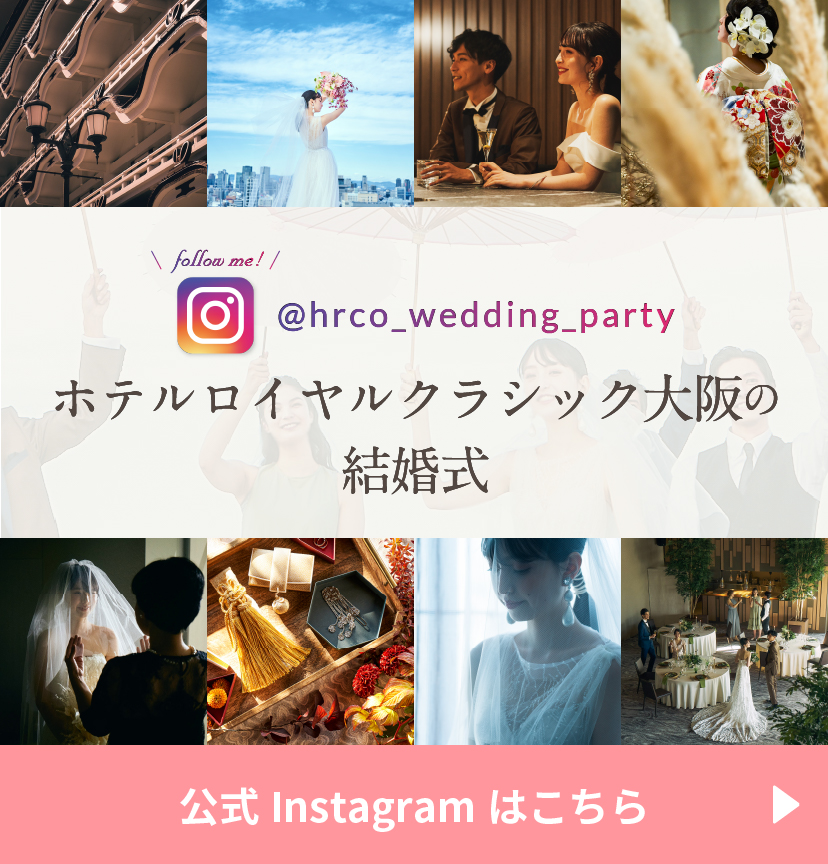 \ follow me! /
@hrco_wedding_party
ホテルロイヤルクラシック大阪の
結婚式
公式 Instagram はこちら